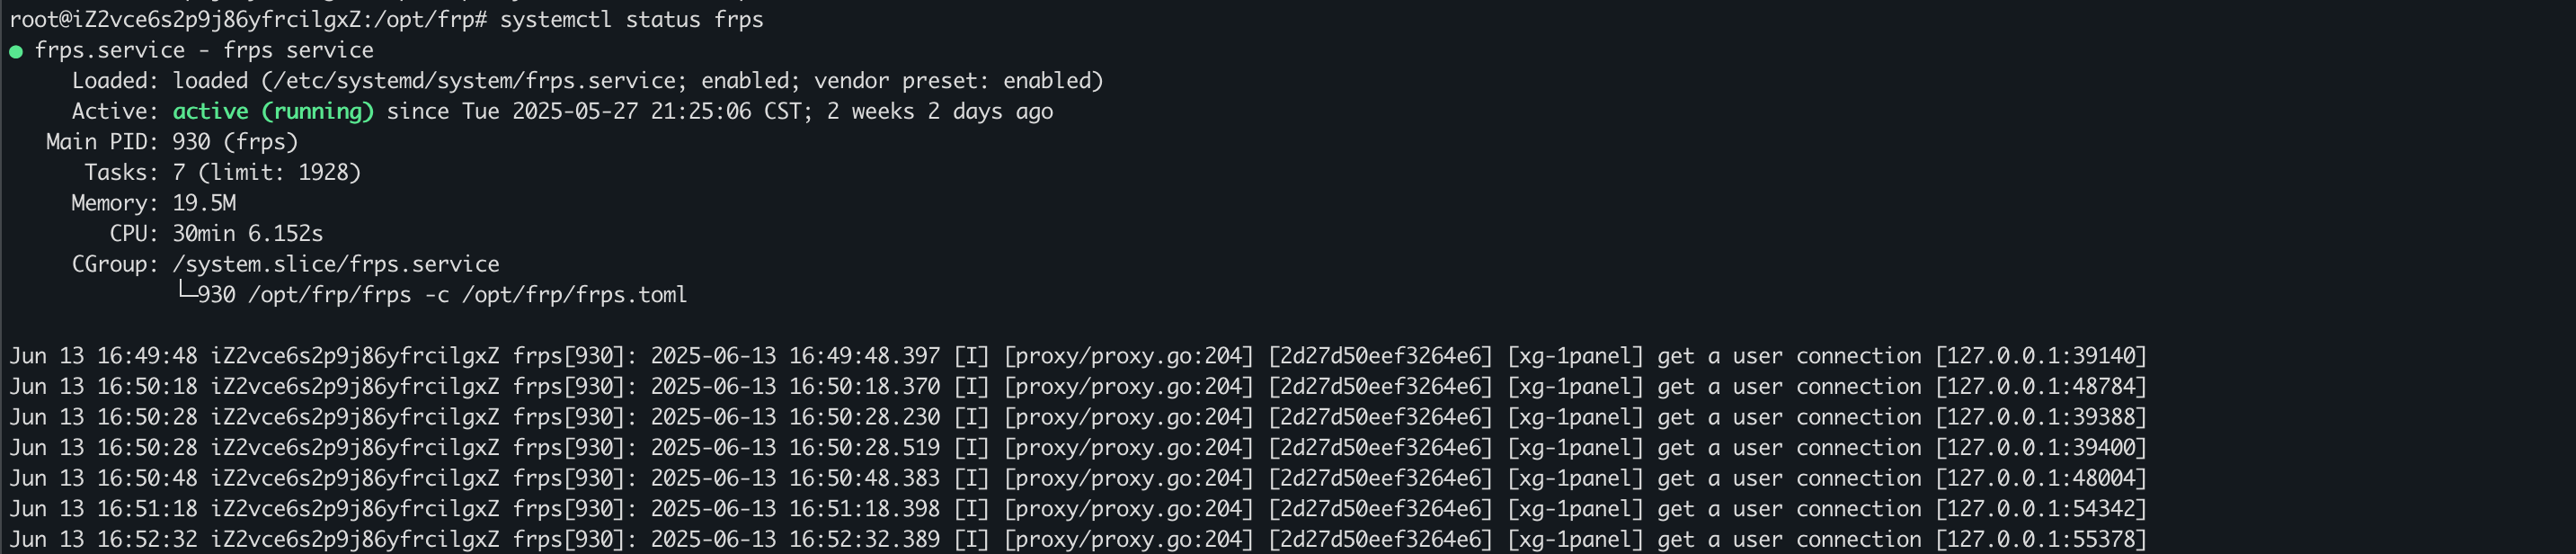 root@iZ2vce6s2p9j86yfrcilgxZ:/opt/frp# systemctl status frps
● frps.service - frps service
     Loaded: loaded (/etc/systemd/system/frps.service; enabled; vendor preset: enabled)
     Active: active (running) since Tue 2025-05-27 21:25:06 CST; 2 weeks 2 days ago
   Main PID: 930 (frps)
      Tasks: 7 (limit: 1928)
     Memory: 19.5M
        CPU: 30min 6.152s
     CGroup: /system.slice/frps.service
             └─930 /opt/frp/frps -c /opt/frp/frps.toml

Jun 13 16:49:48 iZ2vce6s2p9j86yfrcilgxZ frps[930]: 2025-06-13 16:49:48.397 [I] [proxy/proxy.go:204] [2d27d50eef3264e6] [xg-1panel] get a user connection [127.0.0.1:39140]
Jun 13 16:50:18 iZ2vce6s2p9j86yfrcilgxZ frps[930]: 2025-06-13 16:50:18.370 [I] [proxy/proxy.go:204] [2d27d50eef3264e6] [xg-1panel] get a user connection [127.0.0.1:48784]
Jun 13 16:50:28 iZ2vce6s2p9j86yfrcilgxZ frps[930]: 2025-06-13 16:50:28.230 [I] [proxy/proxy.go:204] [2d27d50eef3264e6] [xg-1panel] get a user connection [127.0.0.1:39388]
Jun 13 16:50:28 iZ2vce6s2p9j86yfrcilgxZ frps[930]: 2025-06-13 16:50:28.519 [I] [proxy/proxy.go:204] [2d27d50eef3264e6] [xg-1panel] get a user connection [127.0.0.1:39400]
Jun 13 16:50:48 iZ2vce6s2p9j86yfrcilgxZ frps[930]: 2025-06-13 16:50:48.383 [I] [proxy/proxy.go:204] [2d27d50eef3264e6] [xg-1panel] get a user connection [127.0.0.1:48004]
Jun 13 16:51:18 iZ2vce6s2p9j86yfrcilgxZ frps[930]: 2025-06-13 16:51:18.398 [I] [proxy/proxy.go:204] [2d27d50eef3264e6] [xg-1panel] get a user connection [127.0.0.1:54342]
Jun 13 16:52:32 iZ2vce6s2p9j86yfrcilgxZ frps[930]: 2025-06-13 16:52:32.389 [I] [proxy/proxy.go:204] [2d27d50eef3264e6] [xg-1panel] get a user connection [127.0.0.1:55378]